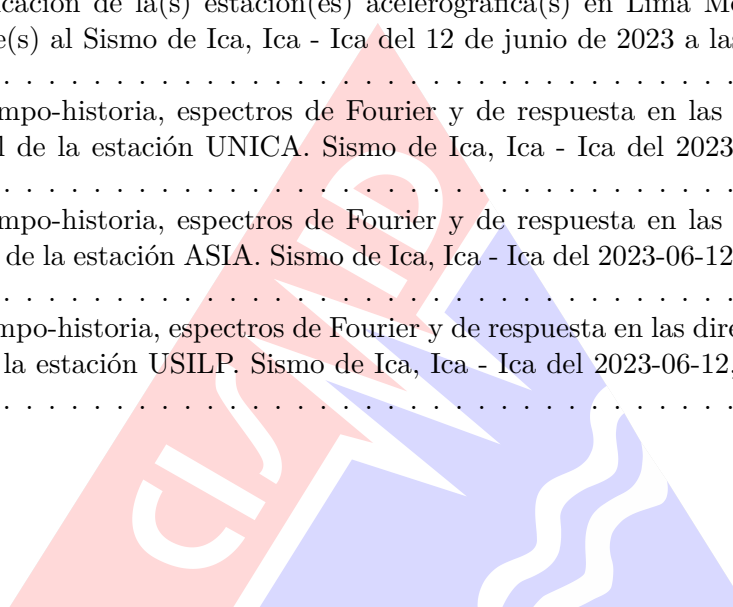 icación de la(s) estación(es) acelerográfica(s) en Lima Me
e(s) al Sismo de Ica, Ica - Ica del 12 de junio de 2023 a las
. . . . . . . . . . . . . . . . . . . . . . . . . . . . . . . . .
mpo-historia, espectros de Fourier y de respuesta en las
l de la estación UNICA. Sismo de Ica, Ica - Ica del 2023
. . . . . . . . . . . . . . . . . . . . . . . . . . . . . . . . .
mpo-historia, espectros de Fourier y de respuesta en las
de la estación ASIA. Sismo de Ica, Ica - Ica del 2023-06-12
. . . . . . . . . . . . . . . . . . . . . . . . . . . . . . . . .
mpo-historia, espectros de Fourier y de respuesta en las dire
la estación USILP. Sismo de Ica, Ica - Ica del 2023-06-12,
. . . . . . . . . . . . . . . . . . . . . . . . . . . . . . . . .
CISMID